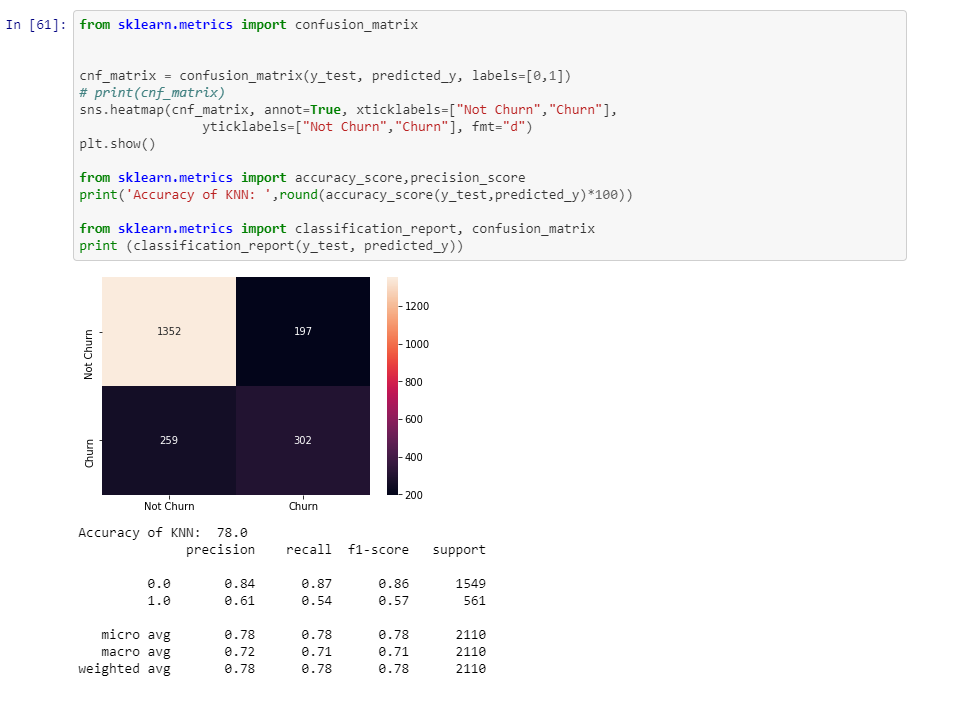 In [61]: from sklearn.metrics import confusion_matrix
cnf_matrix = confusion_matrix(y_test, predicted_y, labels=[0,1])
# print(cnf_matrix)
sns.heatmap(cnf_matrix, annot=True, xticklabels=["Not Churn","Churn"],
yticklabels=["Not Churn","Churn"], fmt="d")
plt.show()
from sklearn.metrics import accuracy_score,precision_score
print('Accuracy of KNN: ',round(accuracy_score(y_test,predicted_y)*100))
from sklearn.metrics import classification_report, confusion_matrix
print (classification_report(y_test, predicted_y))
Not Churn
Churn
1352 197
259 302
Not Churn Churn
1200
1000
800
600
400
200
Accuracy of KNN:  78.0
precision recall f1-score support
0.0 0.84 0.87 0.86 1549
1.0 0.61 0.54 0.57 561
micro avg 0.78 0.78 0.78 2110
macro avg 0.72 0.71 0.71 2110
weighted avg 0.78 0.78 0.78 2110